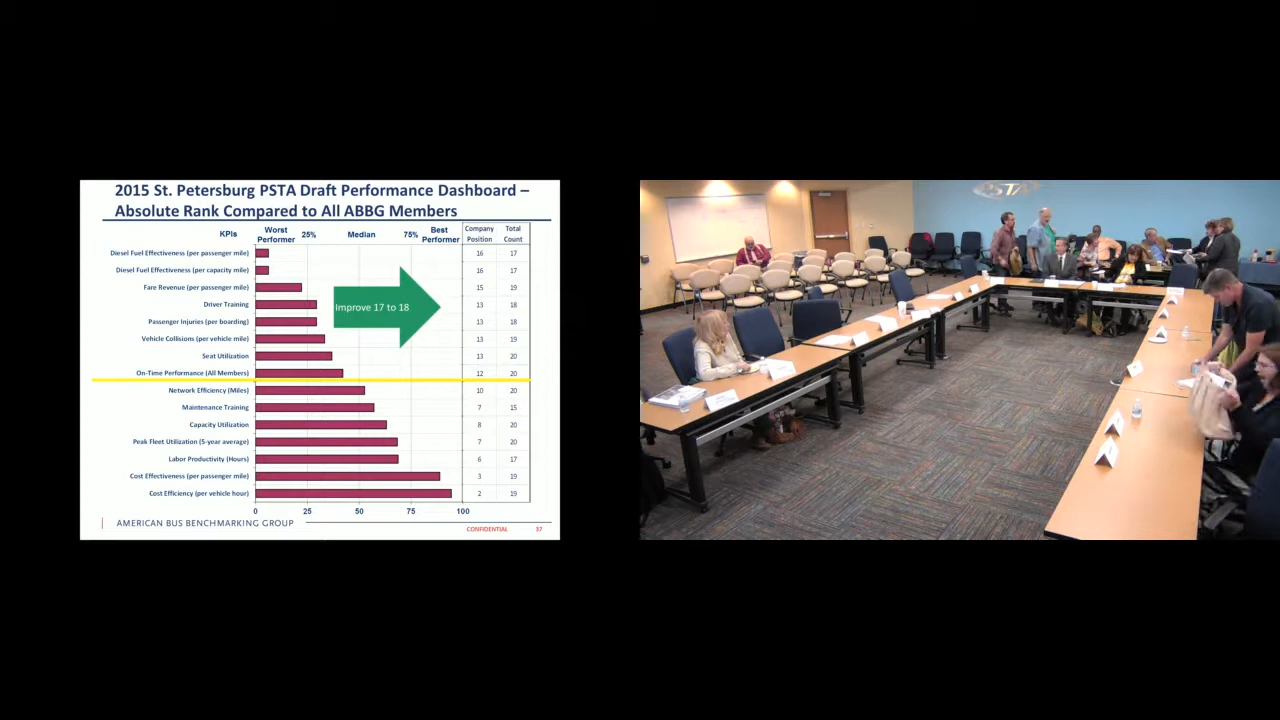 2015 St. Petersburg PSTA Draft Performance Dashboard –
Absolute Rank Compared to All ABBG Members
KPIs Worst Performer 25% Median 75% Best Performer Company Position Total Count
Diesel Fuel Effectiveness (per passenger mile) 16 17
Diesel Fuel Effectiveness (per capacity mile) 16 17
Fare Revenue (per passenger mile) 15 19
Driver Training 13 18
Improve 17 to 18
Passenger Injuries (per boarding) 13 18
Vehicle Collisions (per vehicle mile) 13 19
Seat Utilization 13 20
On-Time Performance (All Members) 12 20
Network Efficiency (Miles) 10 20
Maintenance Training 7 15
Capacity Utilization 8 20
Peak Fleet Utilization (5-year average) 7 20
Labor Productivity (Hours) 6 17
Cost Effectiveness (per passenger mile) 3 19
Cost Efficiency (per vehicle hour) 2 19
0 25 50 75 100
AMERICAN BUS BENCHMARKING GROUP
CONFIDENTIAL 37
PSTA